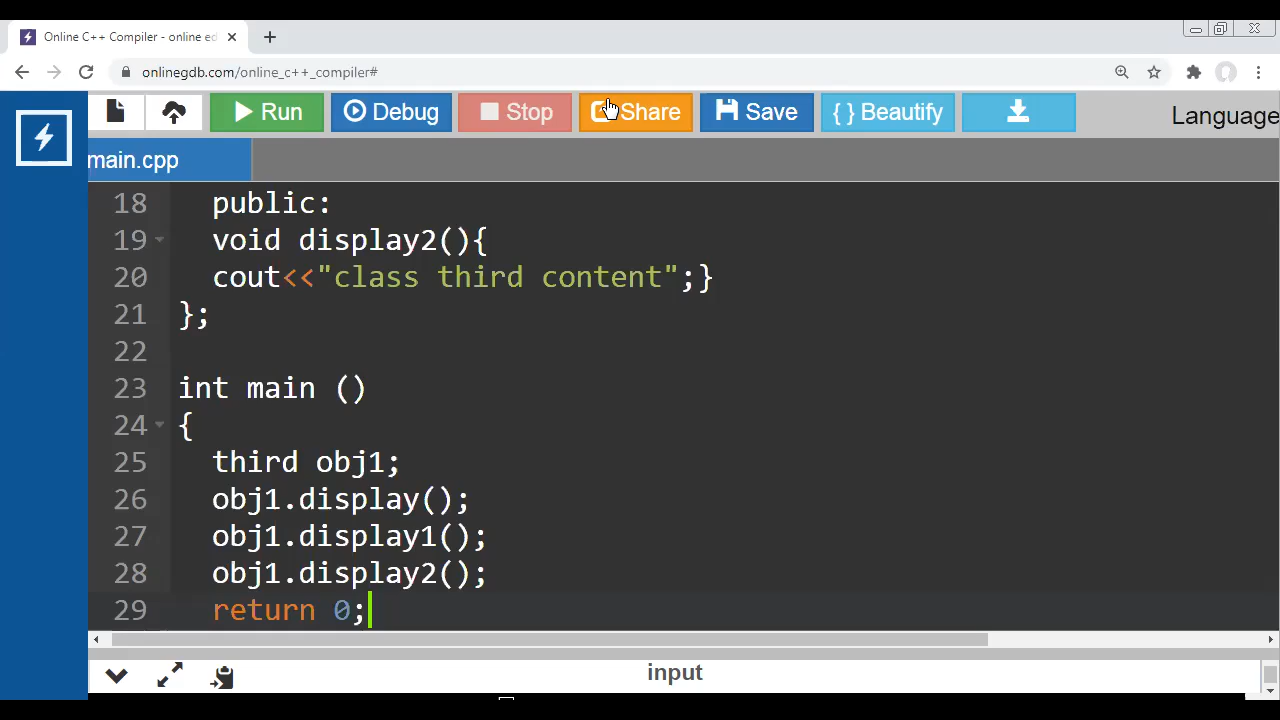 Online C++ Compiler - online ed
onlinegdb.com/online_c++_compiler#
Run Debug Stop Share Save { } Beautify Language
main.cpp
18 public:
19 void display2(){
20 cout<<"class third content";}
21 };
22
23 int main ()
24 {
25 third obj1;
26 obj1.display();
27 obj1.display1();
28 obj1.display2();
29 return 0;
input